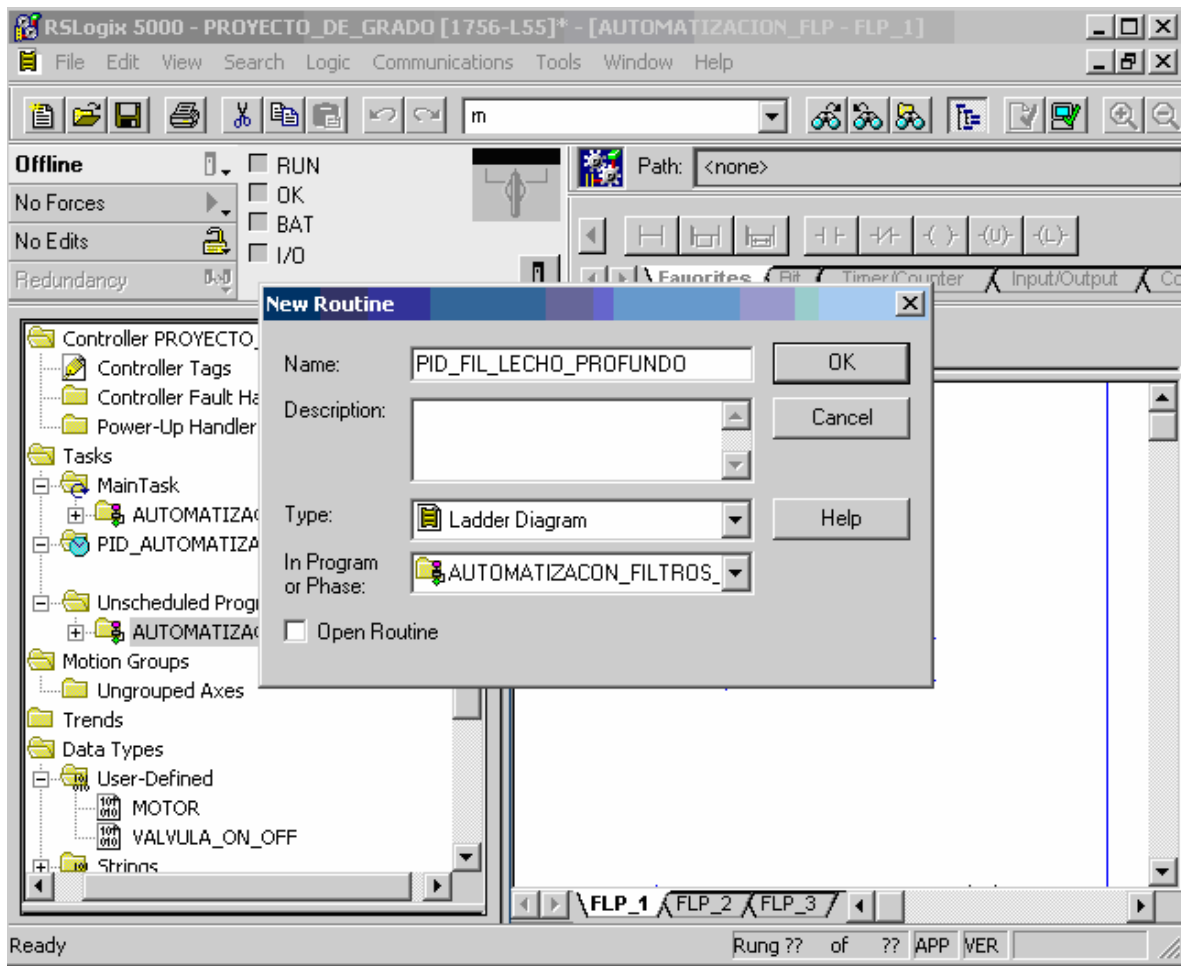 RSLogix 5000 - PROYECTO_DE_GRADO [1756-L55]* - [AUTOMATIZACION_FLP - FLP_1]
File Edit View Search Logic Communications Tools Window Help
m
Offline
RUN
Path: <none>
No Forces
OK
No Edits
BAT
I/O
Redundancy
Favorites Bit Timer/Counter Input/Output Co
New Routine
Name: PID_FIL_LECHO_PROFUNDO OK
Description: Cancel
Type: Ladder Diagram Help
In Program
or Phase: AUTOMATIZACON_FILTROS_
Open Routine
Controller PROYECTO_
Controller Tags
Controller Fault Ha
Power-Up Handler
Tasks
MainTask
AUTOMATIZAC
PID_AUTOMATIZA
Unscheduled Progr
AUTOMATIZAC
Motion Groups
Ungrouped Axes
Trends
Data Types
User-Defined
MOTOR
VALVULA_ON_OFF
Strings
FLP_1 FLP_2 FLP_3
Ready
Rung ?? of ?? APP VER